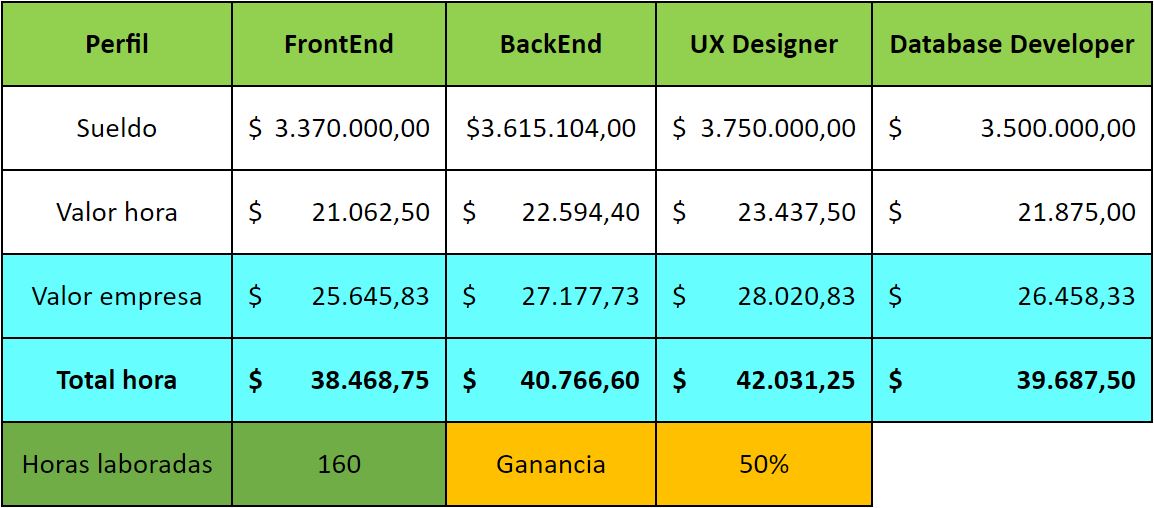 Perfil FrontEnd BackEnd UX Designer Database Developer
Sueldo $ 3.370.000,00 $3.615.104,00 $ 3.750.000,00 $ 3.500.000,00
Valor hora $ 21.062,50 $ 22.594,40 $ 23.437,50 $ 21.875,00
Valor empresa $ 25.645,83 $ 27.177,73 $ 28.020,83 $ 26.458,33
Total hora $ 38.468,75 $ 40.766,60 $ 42.031,25 $ 39.687,50
Horas laboradas 160 Ganancia 50%